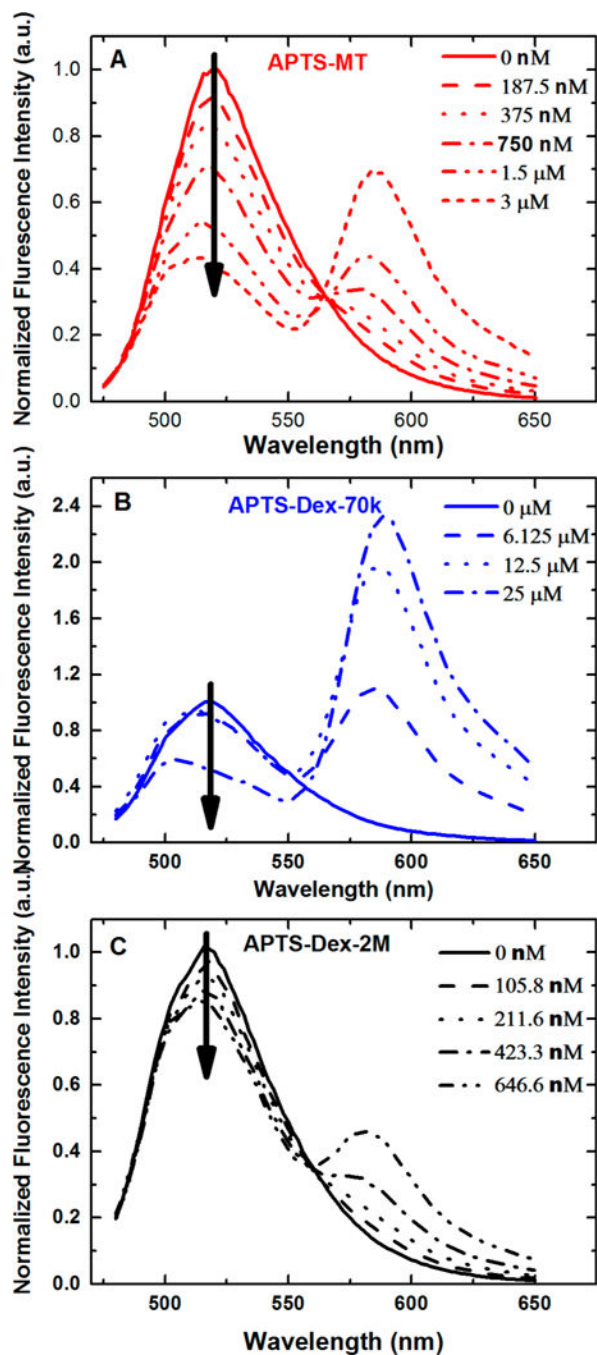 A
APTS-MT
0 nM
187.5 nM
375 nM
750 nM
1.5 μM
3 μM
Normalized Flurescence Intensity (a.u.)
1.0
0.8
0.6
0.4
0.2
0.0
500 550 600 650
Wavelength (nm)
B
APTS-Dex-70k
0 μM
6.125 μM
12.5 μM
25 μM
Normalized Fluorescence Intensity (a.u.)
2.4
1.8
1.2
0.6
0.0
500 550 600 650
Wavelength (nm)
C
APTS-Dex-2M
0 nM
105.8 nM
211.6 nM
423.3 nM
646.6 nM
Normalized Fluorescence Intensity (a.u.)
1.0
0.8
0.6
0.4
0.2
0.0
500 550 600 650
Wavelength (nm)